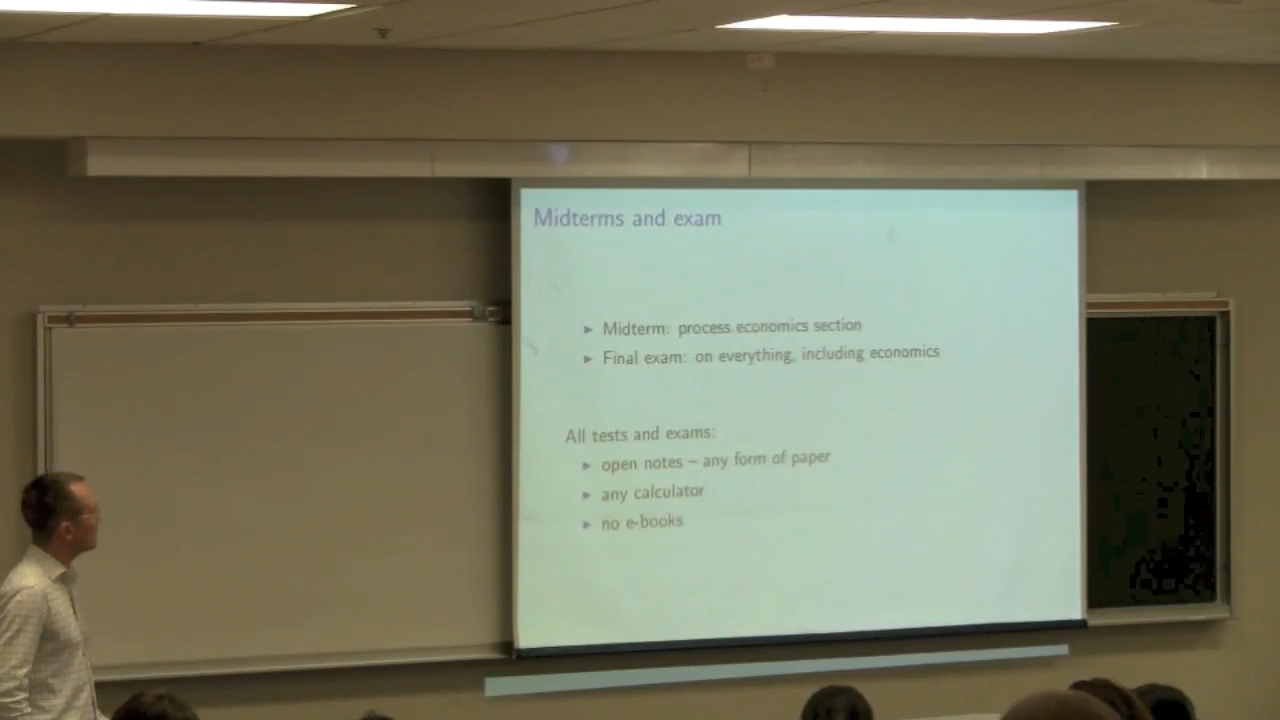 Midterms and exam
► Midterm: process economics section
► Final exam: on everything, including economics
All tests and exams:
► open notes – any form of paper
► any calculator
► no e-books